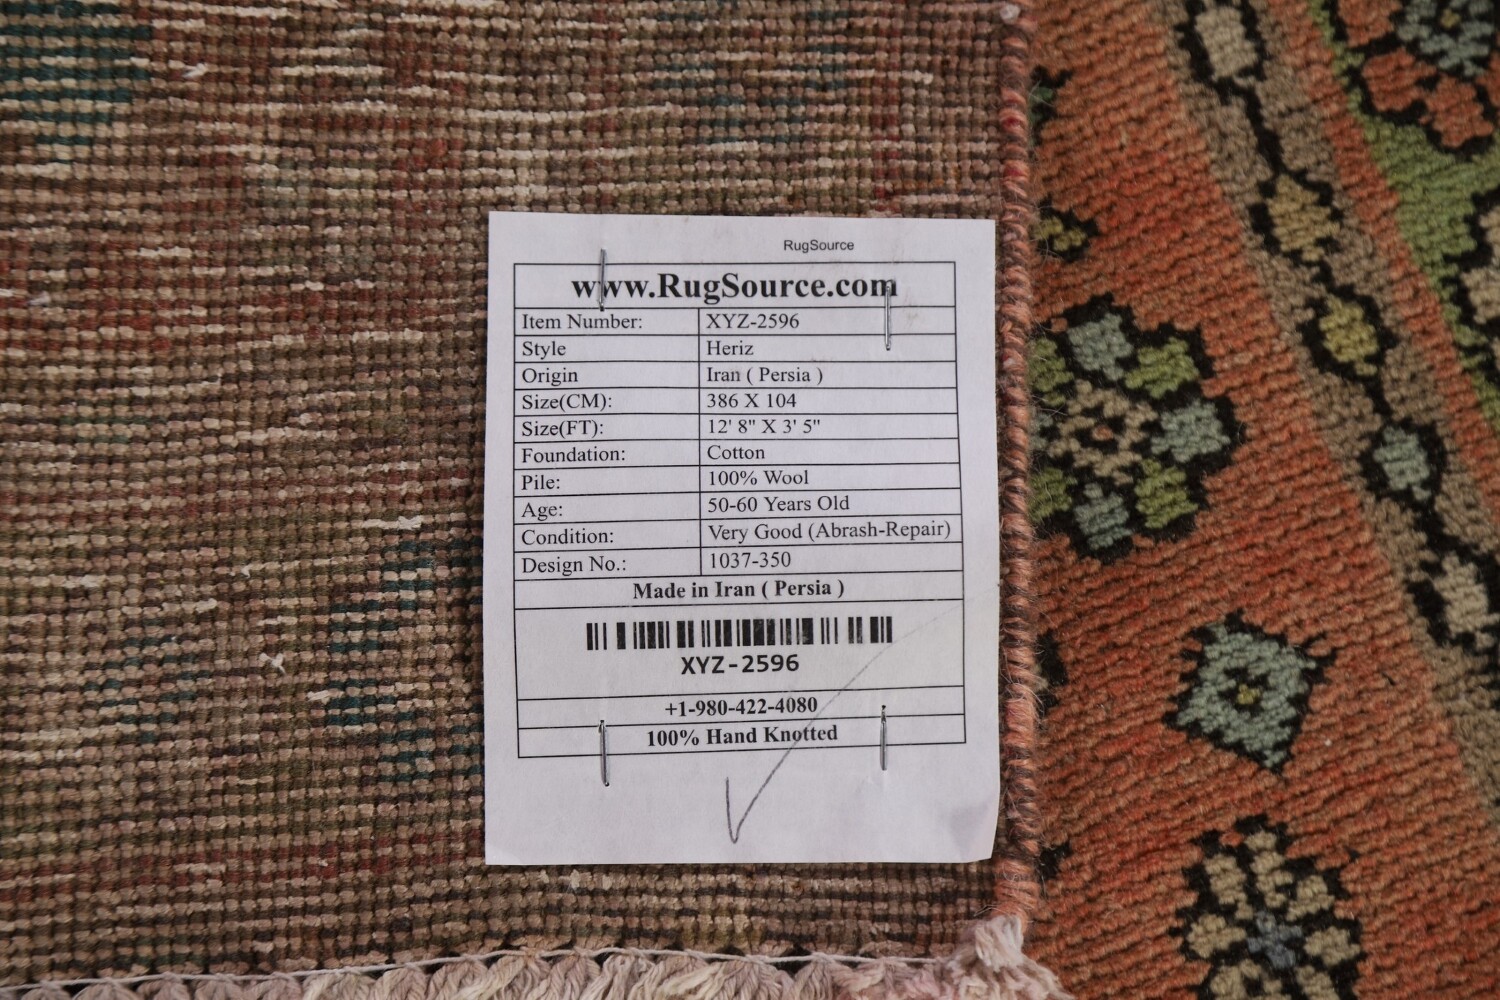 RugSource
www.RugSource.com
Item Number: XYZ-2596
Style Heriz
Origin Iran ( Persia )
Size(CM): 386 X 104
Size(FT): 12' 8" X 3' 5"
Foundation: Cotton
Pile: 100% Wool
Age: 50-60 Years Old
Condition: Very Good (Abrash-Repair)
Design No.: 1037-350
Made in Iran ( Persia )
XYZ-2596
+1-980-422-4080
100% Hand Knotted